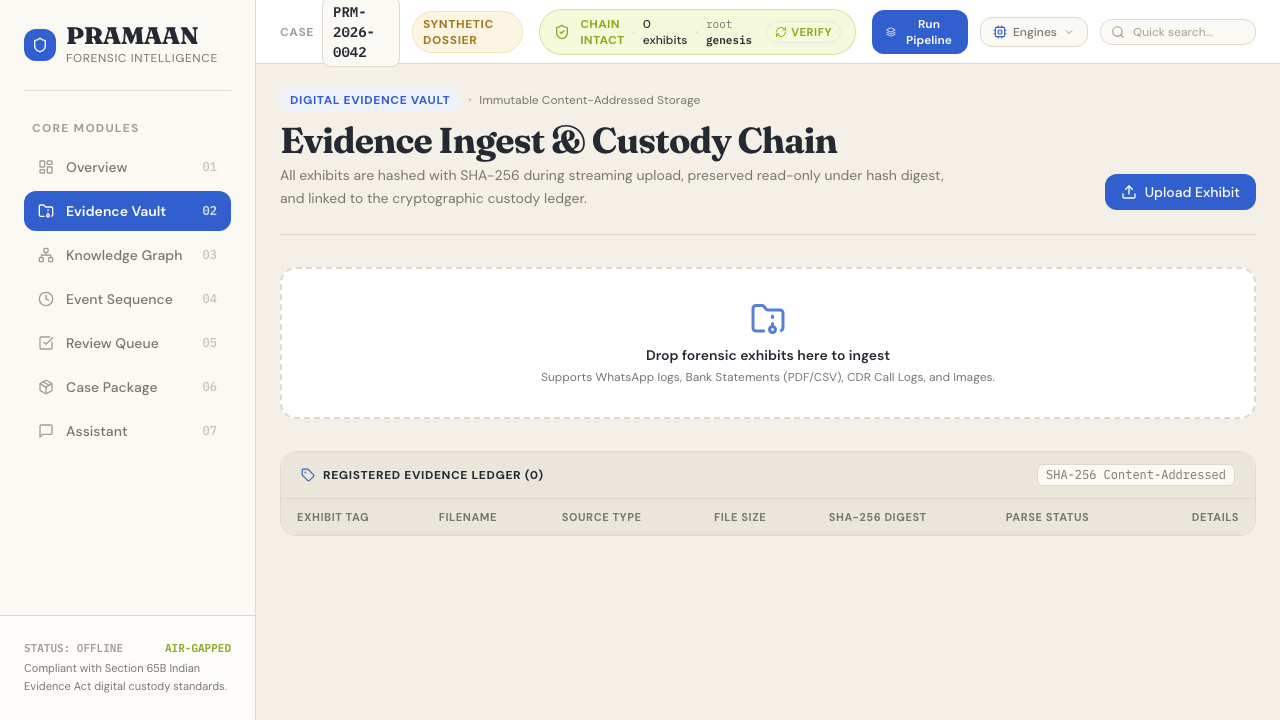 PRAMAAN
FORENSIC INTELLIGENCE
CORE MODULES
Overview 01
Evidence Vault 02
Knowledge Graph 03
Event Sequence 04
Review Queue 05
Case Package 06
Assistant 07
STATUS: OFFLINE AIR-GAPPED
Compliant with Section 65B Indian
Evidence Act digital custody standards.
CASE
PRM-
2026-
0042
SYNTHETIC
DOSSIER
CHAIN
INTACT
·
0
exhibits
·
root
genesis
VERIFY
Run
Pipeline
Engines
Quick search...
DIGITAL EVIDENCE VAULT · Immutable Content-Addressed Storage
Evidence Ingest & Custody Chain
All exhibits are hashed with SHA-256 during streaming upload, preserved read-only under hash digest,
and linked to the cryptographic custody ledger.
Upload Exhibit
Drop forensic exhibits here to ingest
Supports WhatsApp logs, Bank Statements (PDF/CSV), CDR Call Logs, and Images.
REGISTERED EVIDENCE LEDGER (0) SHA-256 Content-Addressed
EXHIBIT TAG FILENAME SOURCE TYPE FILE SIZE SHA-256 DIGEST PARSE STATUS DETAILS